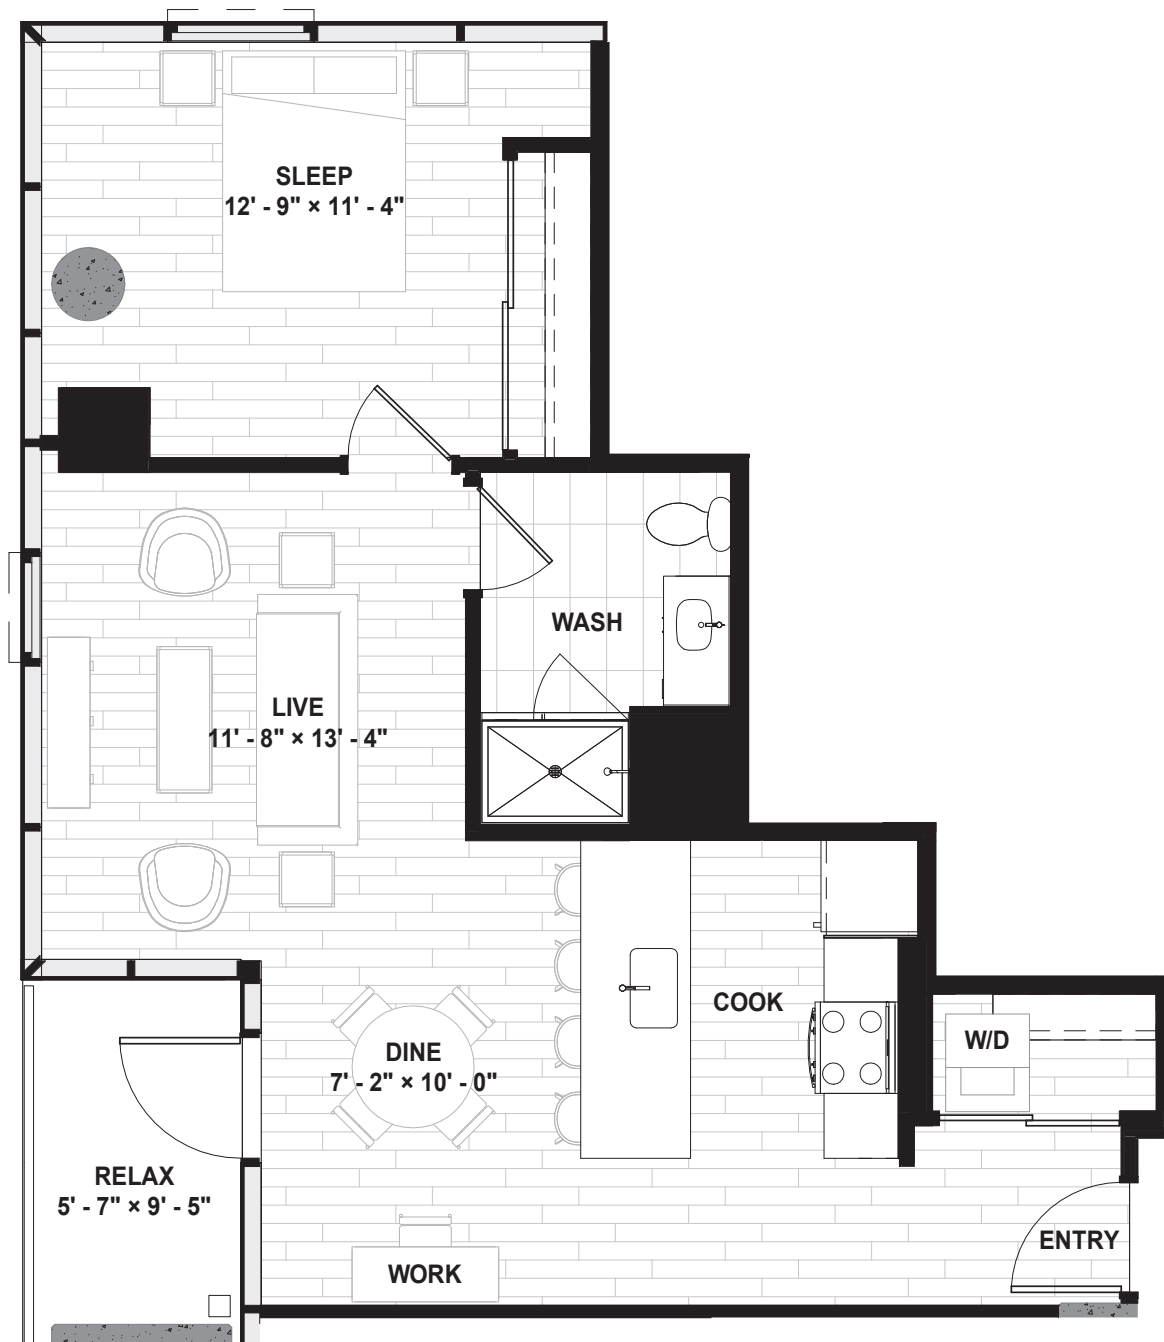 SLEEP
12' - 9" × 11' - 4"
WASH
LIVE
11' - 8" × 13' - 4"
COOK
W/D
DINE
7' - 2" × 10' - 0"
RELAX
5' - 7" × 9' - 5"
ENTRY
WORK